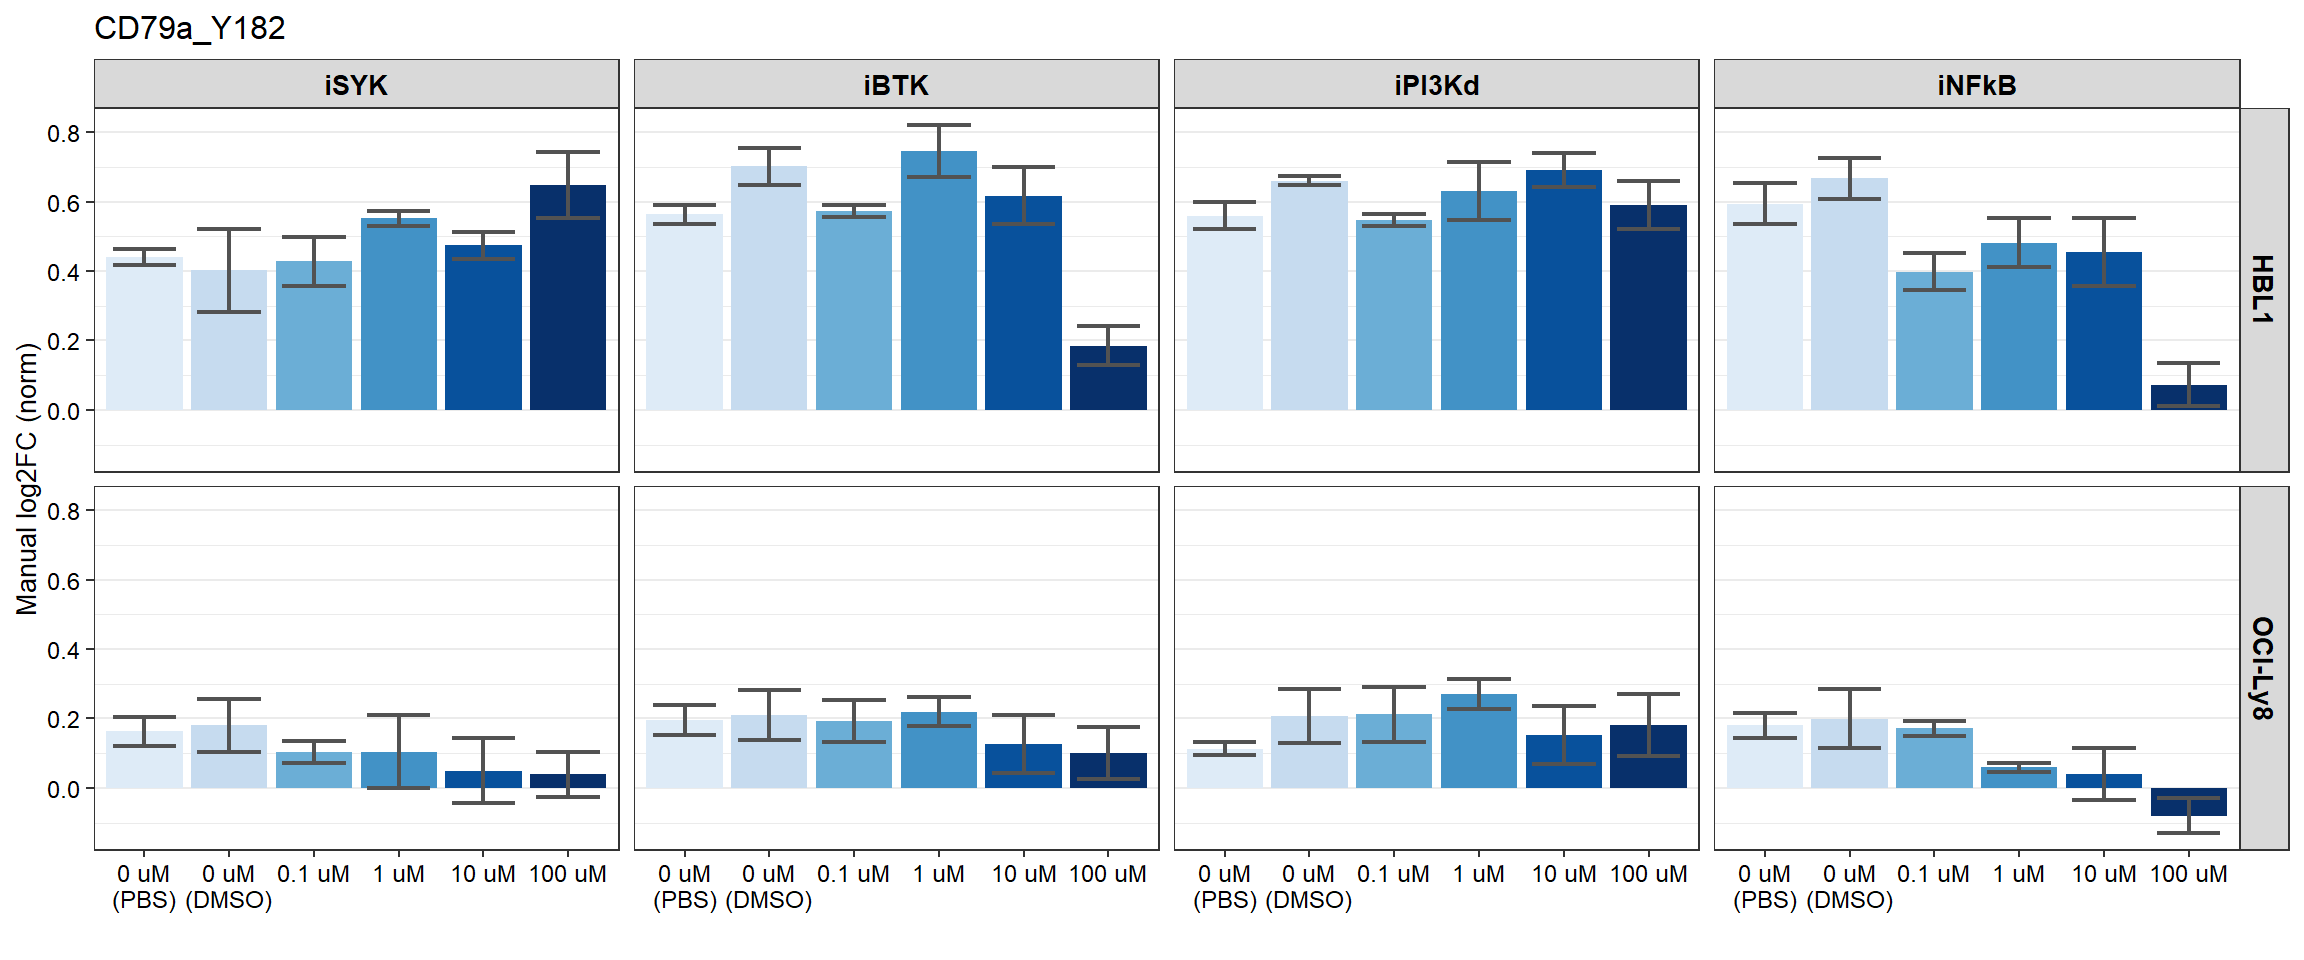 CD79a_Y182
iSYK
iBTK
iPI3Kd
iNFkB
Manual log2FC (norm)
0.8
0.6
0.4
0.2
0.0
HBL1
0.8
0.6
0.4
0.2
0.0
OCI-Ly8
0 uM (PBS)
0 uM (DMSO)
0.1 uM
1 uM
10 uM
100 uM
0 uM (PBS)
0 uM (DMSO)
0.1 uM
1 uM
10 uM
100 uM
0 uM (PBS)
0 uM (DMSO)
0.1 uM
1 uM
10 uM
100 uM
0 uM (PBS)
0 uM (DMSO)
0.1 uM
1 uM
10 uM
100 uM